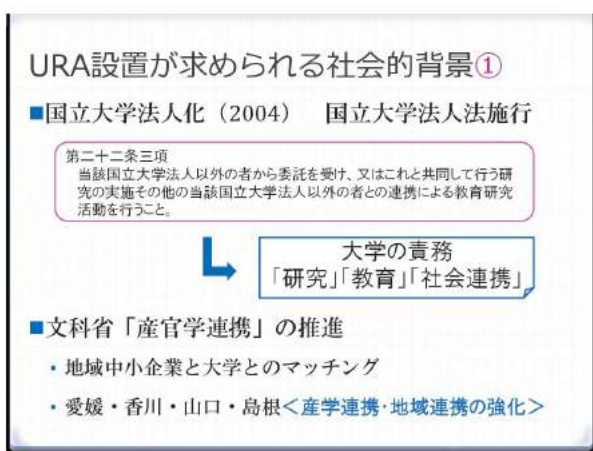 URA設置が求められる社会的背景①
■国立大学法人化（2004）　国立大学法人法施行
第二十二条三項
当該国立大学法人以外の者から委託を受け、又はこれと共同して行う研
究の実施その他の当該国立大学法人以外の者との連携による教育研究
活動を行うこと。
大学の責務
「研究」「教育」「社会連携」
■文科省「産官学連携」の推進
・地域中小企業と大学とのマッチング
・愛媛・香川・山口・島根＜産学連携・地域連携の強化＞